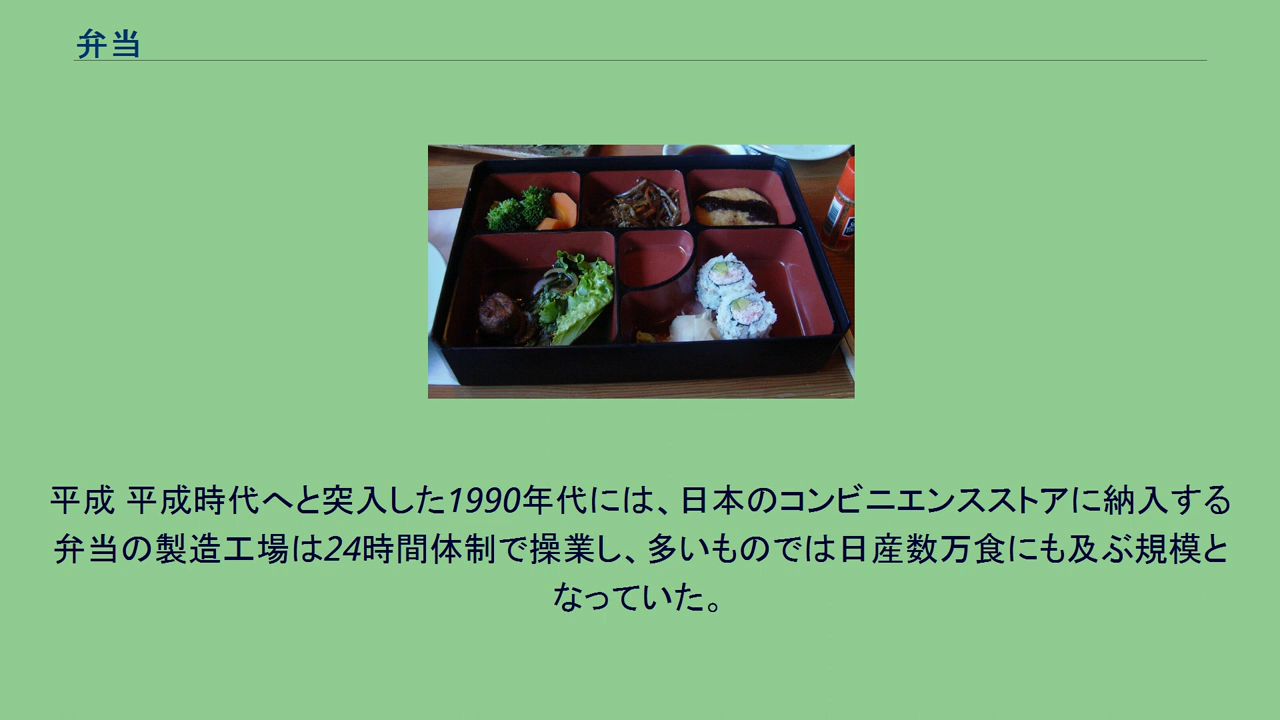 弁当
平成 平成時代へと突入した1990年代には、日本のコンビニエンスストアに納入する
弁当の製造工場は24時間体制で操業し、多いものでは日産数万食にも及ぶ規模と
なっていた。